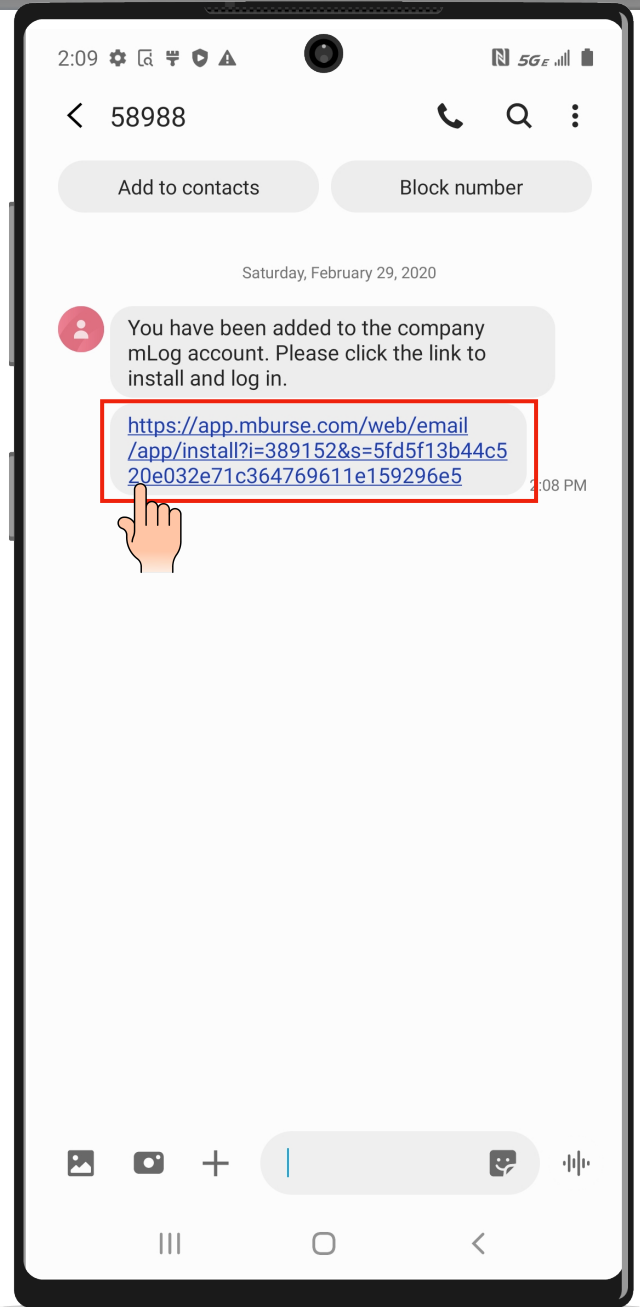 2:09
5GE
58988
Add to contacts
Block number
Saturday, February 29, 2020
You have been added to the company
mLog account. Please click the link to
install and log in.
https://app.mburse.com/web/email
/app/install?i=389152&s=5fd5f13b44c5
20e032e71c364769611e159296e5
2:08 PM